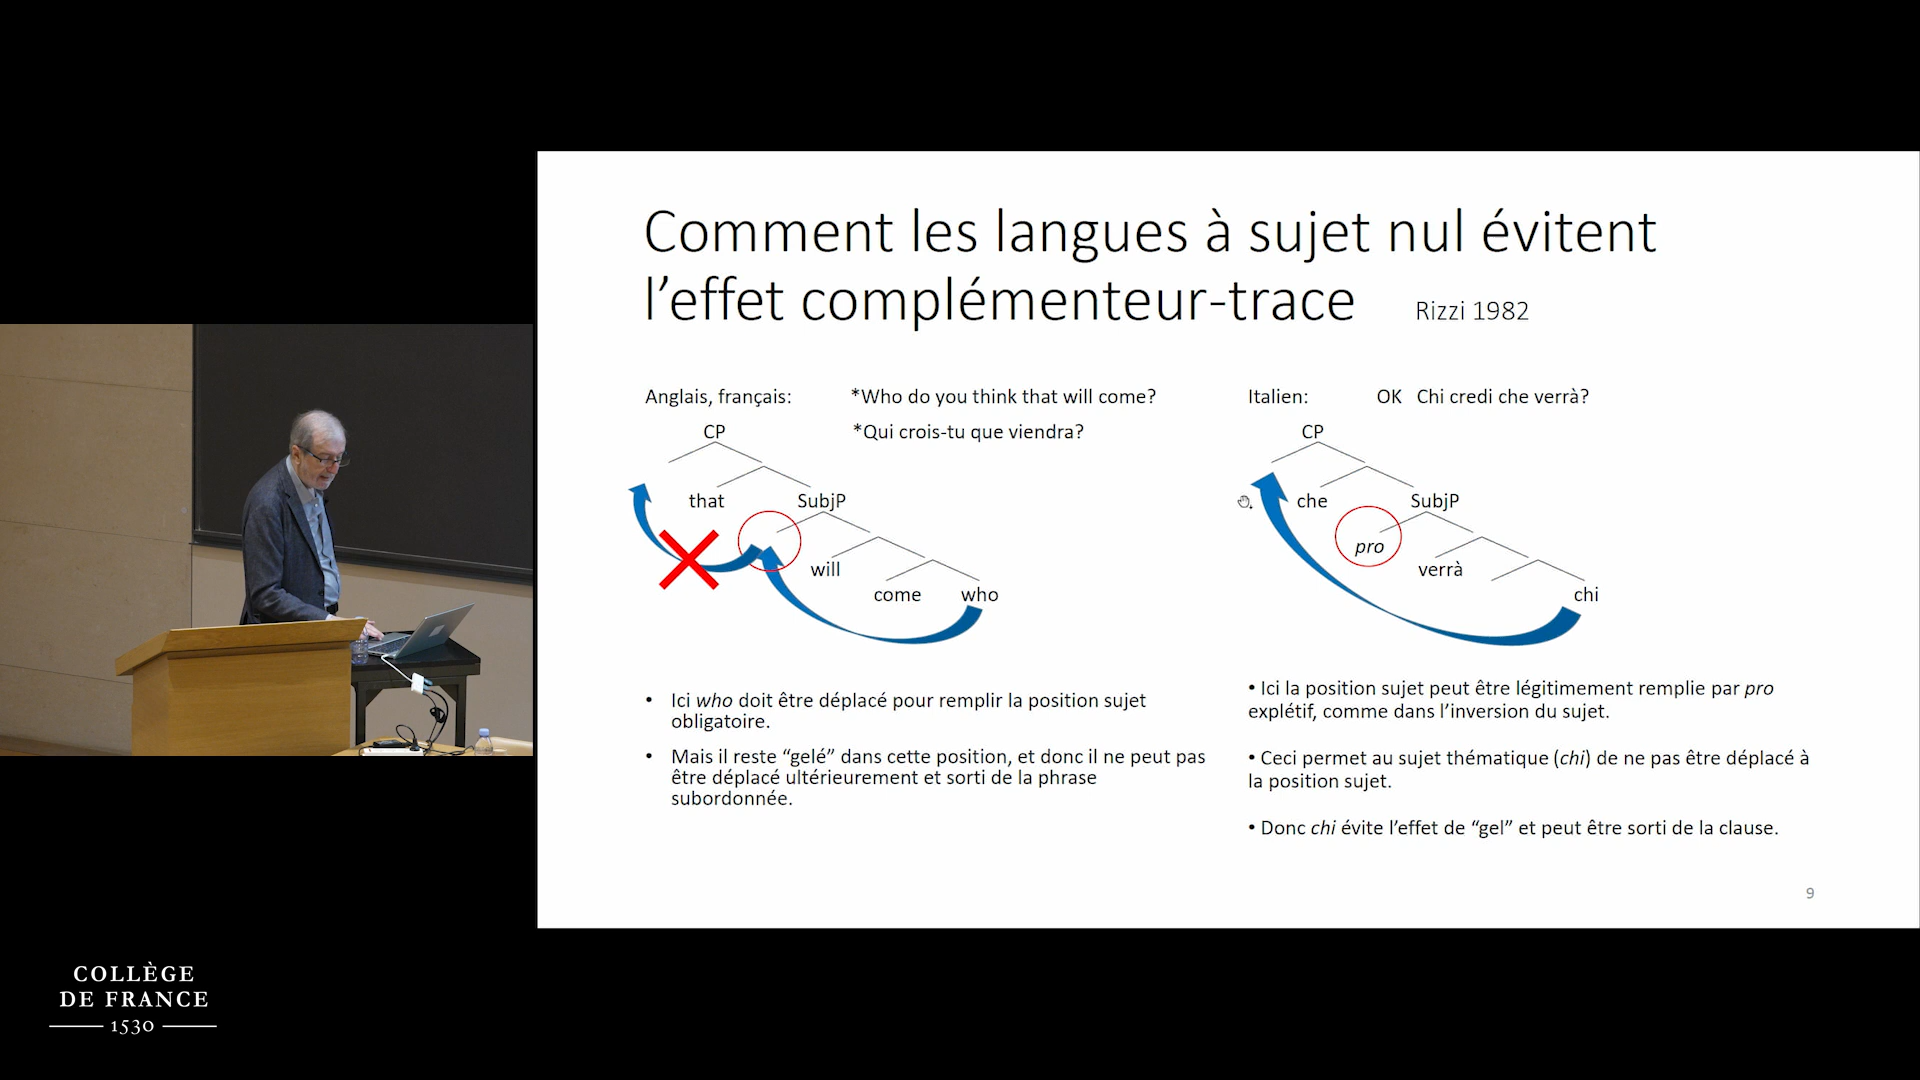 Comment les langues à sujet nul évitent
l’effet complémenteur-trace Rizzi 1982
Anglais, français: *Who do you think that will come?
CP *Qui crois-tu que viendra?
that SubjP
will
come who
• Ici who doit être déplacé pour remplir la position sujet
obligatoire.
• Mais il reste “gelé” dans cette position, et donc il ne peut pas
être déplacé ultérieurement et sorti de la phrase
subordonnée.
Italien: OK Chi credi che verrà?
CP
che SubjP
pro
verrà
chi
• Ici la position sujet peut être légitimement remplie par pro
explétif, comme dans l’inversion du sujet.
• Ceci permet au sujet thématique (chi) de ne pas être déplacé à
la position sujet.
• Donc chi évite l’effet de “gel” et peut être sorti de la clause.
9
COLLÈGE
DE FRANCE
1530